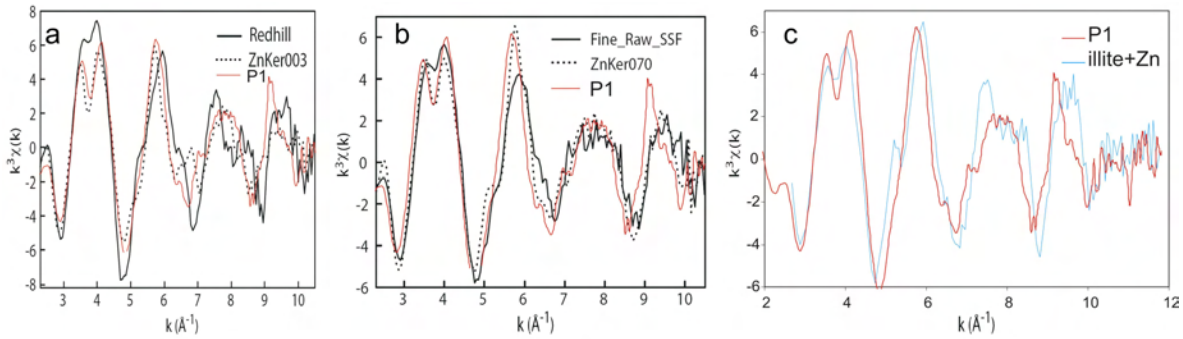 a
Redhill
ZnKer003
P1
k³χ(k)
8
6
4
2
0
-2
-4
-6
-8
3 4 5 6 7 8 9 10
k (Å⁻¹)
b
Fine_Raw_SSF
ZnKer070
P1
k³χ(k)
8
6
4
2
0
-2
-4
-6
3 4 5 6 7 8 9 10
k (Å⁻¹)
c
P1
illite+Zn
k³χ(k)
6
4
2
0
-2
-4
-6
2 4 6 8 10 12
k (Å⁻¹)